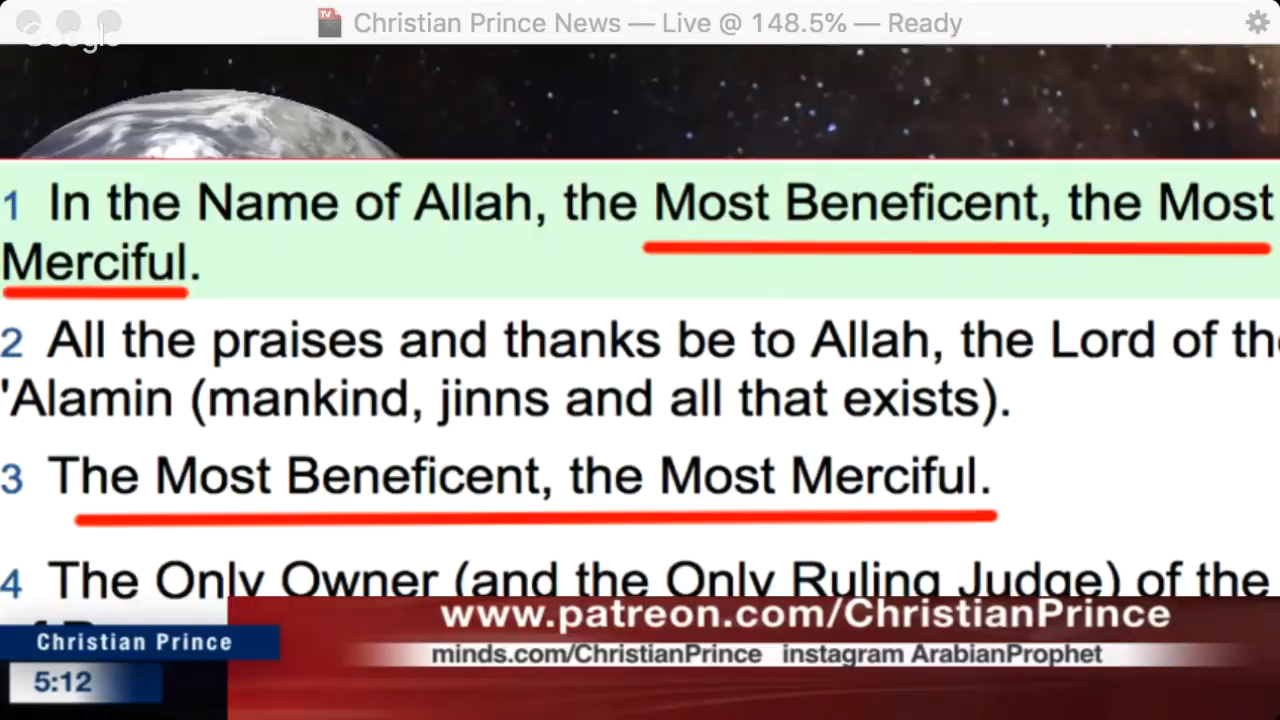 Christian Prince News — Live @ 148.5% — Ready
Google
1 In the Name of Allah, the Most Beneficent, the Most
Merciful.
2 All the praises and thanks be to Allah, the Lord of the
'Alamin (mankind, jinns and all that exists).
3 The Most Beneficent, the Most Merciful.
4 The Only Owner (and the Only Ruling Judge) of the
www.patreon.com/ChristianPrince
Christian Prince
minds.com/ChristianPrince instagram ArabianProphet
5:12